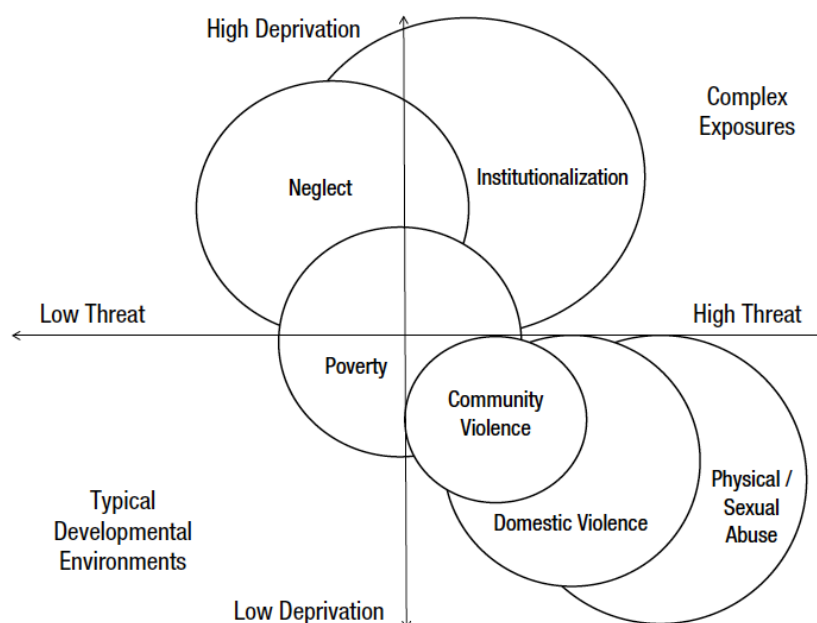 High Deprivation
Complex
Exposures
Neglect
Institutionalization
Low Threat
High Threat
Poverty
Community
Violence
Physical /
Sexual
Abuse
Domestic Violence
Typical
Developmental
Environments
Low Deprivation